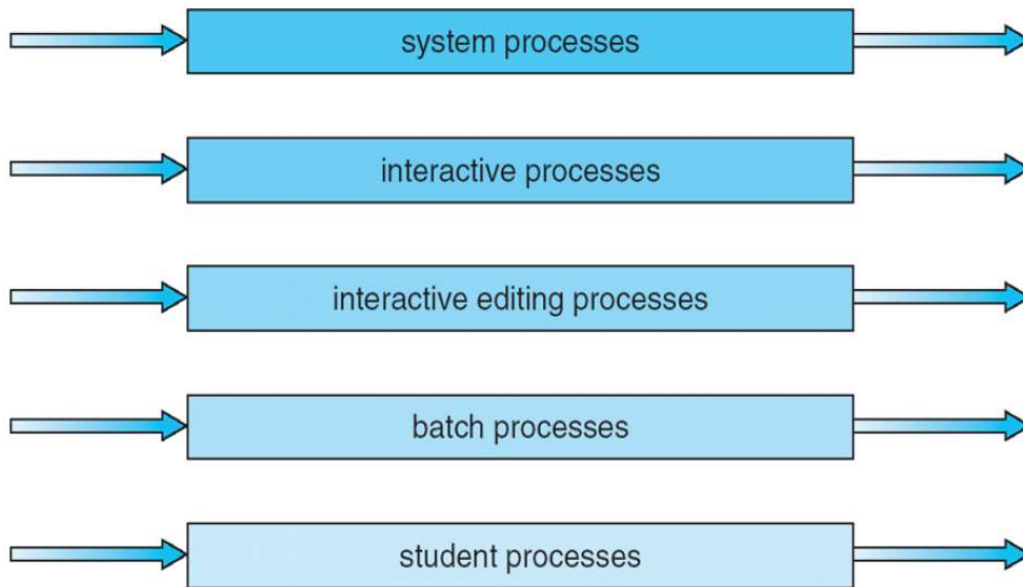 system processes
interactive processes
interactive editing processes
batch processes
student processes